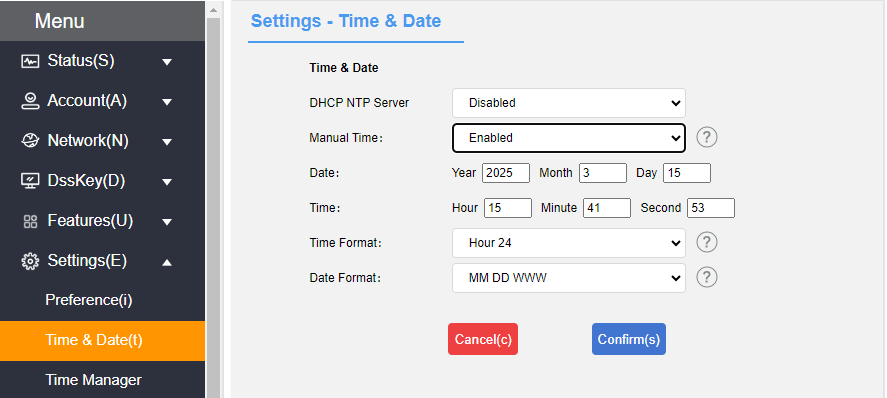 Menu
Status(S)
Account(A)
Network(N)
DssKey(D)
Features(U)
Settings(E)
Preference(i)
Time & Date(t)
Time Manager
Settings - Time & Date
Time & Date
DHCP NTP Server Disabled
Manual Time: Enabled ?
Date: Year 2025 Month 3 Day 15
Time: Hour 15 Minute 41 Second 53
Time Format: Hour 24 ?
Date Format: MM DD WWW ?
Cancel(c) Confirm(s)